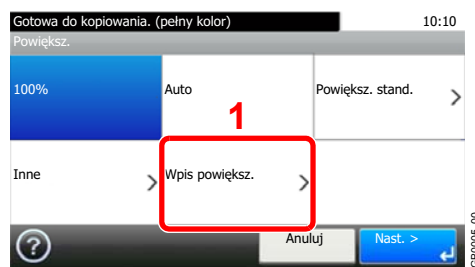 Gotowa do kopiowania. (pełny kolor) 10:10
Powiększ.
100% Auto Powiększ. stand. >
1
Inne > Wpis powiększ. >
? Anuluj Nast. >